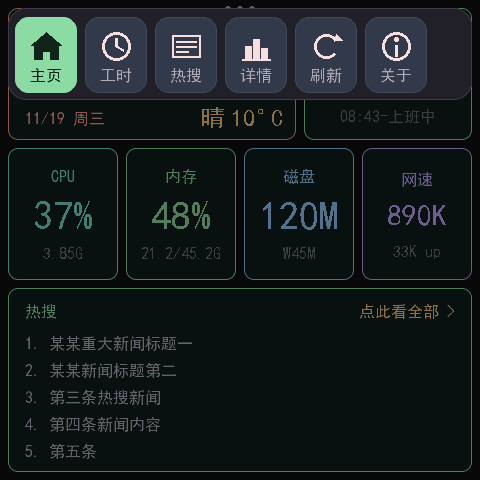 主页 工时 热搜 详情 刷新 关于
11/19 周三 晴 10°C 08:43-上班中
CPU 内存 磁盘 网速
37% 48% 120M 890K
3.85G 21.2/45.2G W45M 33K up
热搜 点此看全部 >
1. 某某重大新闻标题一
2. 某某新闻标题第二
3. 第三条热搜新闻
4. 第四条新闻内容
5. 第五条